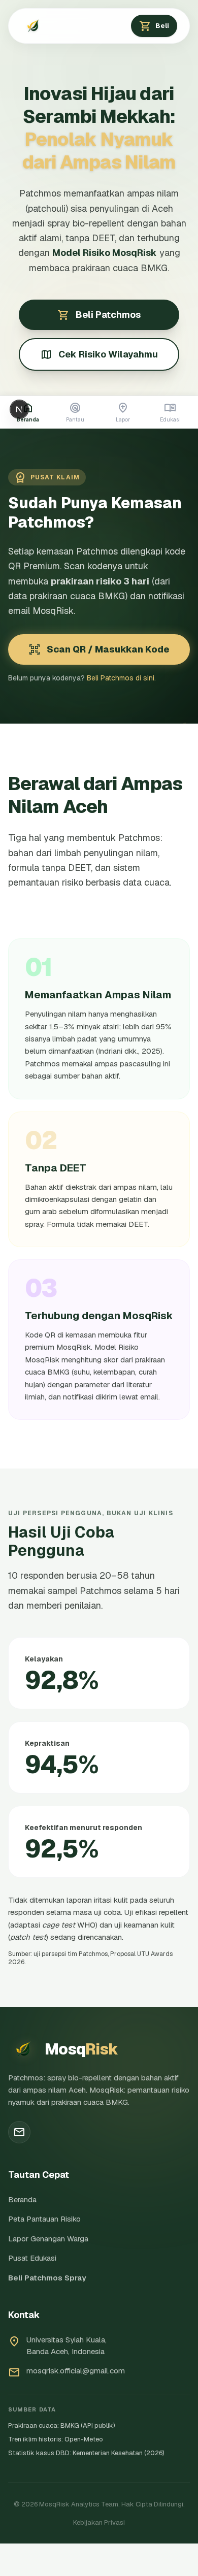 Beli
Inovasi Hijau dari
Serambi Mekkah:
Penolak Nyamuk
dari Ampas Nilam
Patchmos memanfaatkan ampas nilam
(patchouli) sisa penyulingan di Aceh
menjadi spray bio-repellent dengan bahan
aktif alami, tanpa DEET, dan terhubung
dengan Model Risiko MosqRisk yang
membaca prakiraan cuaca BMKG.
Beli Patchmos
Cek Risiko Wilayahmu
N
Beranda
Pantau
Lapor
Edukasi
PUSAT KLAIM
Sudah Punya Kemasan
Patchmos?
Setiap kemasan Patchmos dilengkapi kode
QR Premium. Scan kodenya untuk
membuka prakiraan risiko 3 hari (dari
data prakiraan cuaca BMKG) dan notifikasi
email MosqRisk.
Scan QR / Masukkan Kode
Belum punya kodenya? Beli Patchmos di sini.
Berawal dari Ampas
Nilam Aceh
Tiga hal yang membentuk Patchmos:
bahan dari limbah penyulingan nilam,
formula tanpa DEET, dan sistem
pemantauan risiko berbasis data cuaca.
01
Memanfaatkan Ampas Nilam
Penyulingan nilam hanya menghasilkan
sekitar 1,5–3% minyak atsiri; lebih dari 95%
sisanya limbah padat yang umumnya
belum dimanfaatkan (Indriani dkk., 2025).
Patchmos memakai ampas pascasuling ini
sebagai sumber bahan aktif.
02
Tanpa DEET
Bahan aktif diekstrak dari ampas nilam, lalu
dimikroenkapsulasi dengan gelatin dan
gum arab sebelum diformulasikan menjadi
spray. Formula tidak memakai DEET.
03
Terhubung dengan MosqRisk
Kode QR di kemasan membuka fitur
premium MosqRisk. Model Risiko
MosqRisk menghitung skor dari prakiraan
cuaca BMKG (suhu, kelembapan, curah
hujan) dengan parameter dari literatur
ilmiah, dan notifikasi dikirim lewat email.
UJI PERSEPSI PENGGUNA, BUKAN UJI KLINIS
Hasil Uji Coba
Pengguna
10 responden berusia 20–58 tahun
memakai sampel Patchmos selama 5 hari
dan memberi penilaian.
Kelayakan
92,8%
Kepraktisan
94,5%
Keefektifan menurut responden
92,5%
Tidak ditemukan laporan iritasi kulit pada seluruh
responden selama masa uji coba. Uji efikasi repellent
(adaptasi cage test WHO) dan uji keamanan kulit
(patch test) sedang direncanakan.
Sumber: uji persepsi tim Patchmos, Proposal UTU Awards
2026.
MosqRisk
Patchmos: spray bio-repellent dengan bahan aktif
dari ampas nilam Aceh. MosqRisk: pemantauan risiko
nyamuk dari prakiraan cuaca BMKG.
Tautan Cepat
Beranda
Peta Pantauan Risiko
Lapor Genangan Warga
Pusat Edukasi
Beli Patchmos Spray
Kontak
Universitas Syiah Kuala,
Banda Aceh, Indonesia
mosqrisk.official@gmail.com
SUMBER DATA
Prakiraan cuaca: BMKG (API publik)
Tren iklim historis: Open-Meteo
Statistik kasus DBD: Kementerian Kesehatan (2026)
© 2026 MosqRisk Analytics Team. Hak Cipta Dilindungi.
Kebijakan Privasi